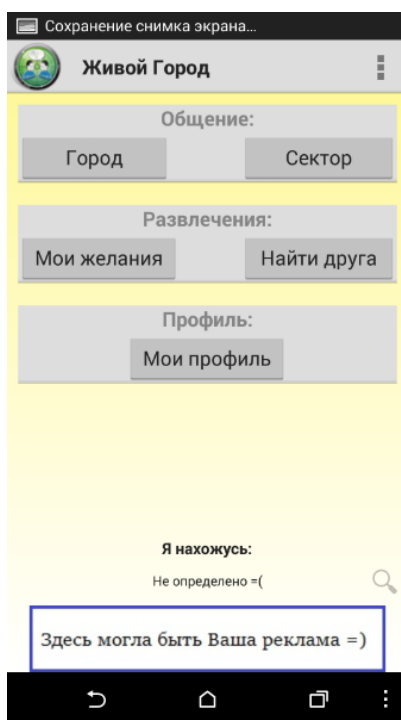 Сохранение снимка экрана...
Живой Город
Общение:
Город Сектор
Развлечения:
Мои желания Найти друга
Профиль:
Мои профиль
Я нахожусь:
Не определено =(
Здесь могла быть Ваша реклама =)